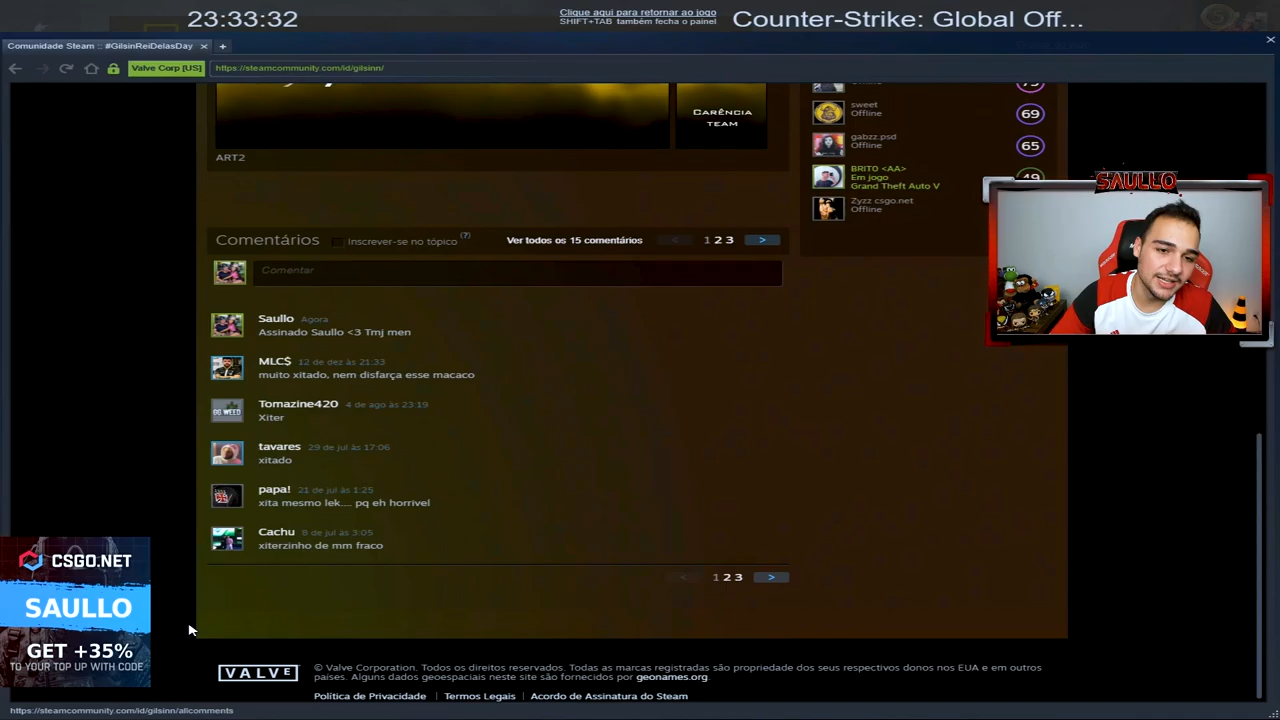 23:33:32
Clique aqui para retornar ao jogo
SHIFT+TAB também fecha o painel
Counter-Strike: Global Off...
Comunidade Steam :: #GilsinReiDelasDay
Valve Corp [US]
https://steamcommunity.com/id/gilsinn/
CARÊNCIA
TEAM
ART2
sweet
Offline
69
gabzz.psd
Offline
65
BRIT0 <AA>
Em jogo
Grand Theft Auto V
Zyzz csgo.net
Offline
SAULLO
Comentários
Inscrever-se no tópico (?)
Ver todos os 15 comentários
< 1 2 3 >
Comentar
Saullo Agora
Assinado Saullo <3 Tmj men
MLC$ 12 de dez às 21:33
muito xitado, nem disfarça esse macaco
Tomazine420 4 de ago às 23:19
Xiter
GG WEED
tavares 29 de jul às 17:06
xitado
papa! 21 de jul às 1:25
xita mesmo lek.... pq eh horrivel
Cachu 8 de jul às 3:05
xiterzinho de mm fraco
< 1 2 3 >
CSGO.NET
SAULLO
GET +35%
TO YOUR TOP UP WITH CODE
VALVE
© Valve Corporation. Todos os direitos reservados. Todas as marcas registradas são propriedade dos seus respectivos donos nos EUA e em outros
países. Alguns dados geoespaciais neste site são fornecidos por geonames.org.
Política de Privacidade | Termos Legais | Acordo de Assinatura do Steam
https://steamcommunity.com/id/gilsinn/allcomments